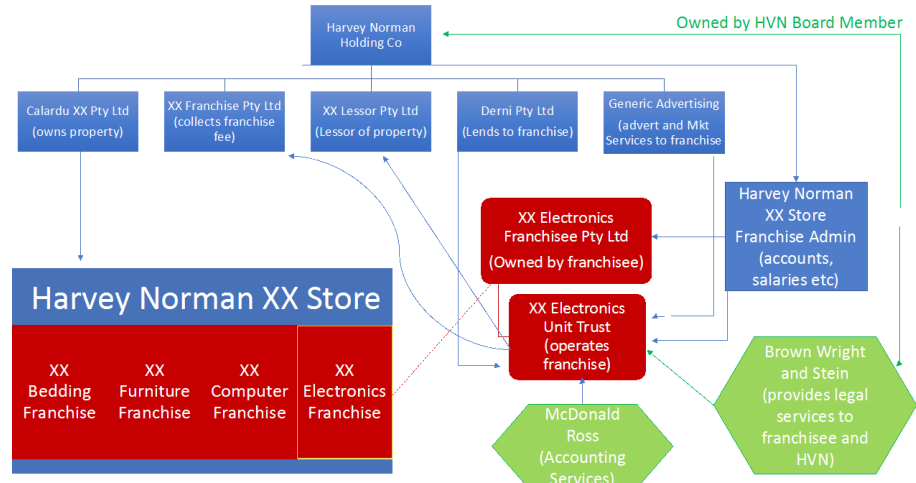 Owned by HVN Board Member
Harvey Norman
Holding Co
Calardu XX Pty Ltd
(owns property)
XX Franchise Pty Ltd
(collects franchise
fee)
XX Lessor Pty Ltd
(Lessor of property)
Derni Pty Ltd
(Lends to franchise)
Generic Advertising
(advert and Mkt
Services to franchise
Harvey Norman
XX Store
Franchise Admin
(accounts,
salaries etc)
XX Electronics
Franchisee Pty Ltd
(Owned by franchisee)
Harvey Norman XX Store
XX
Bedding
Franchise
XX
Furniture
Franchise
XX
Computer
Franchise
XX
Electronics
Franchise
XX Electronics
Unit Trust
(operates
franchise)
Brown Wright
and Stein
(provides legal
services to
franchisee and
HVN)
McDonald
Ross
(Accounting
Services)